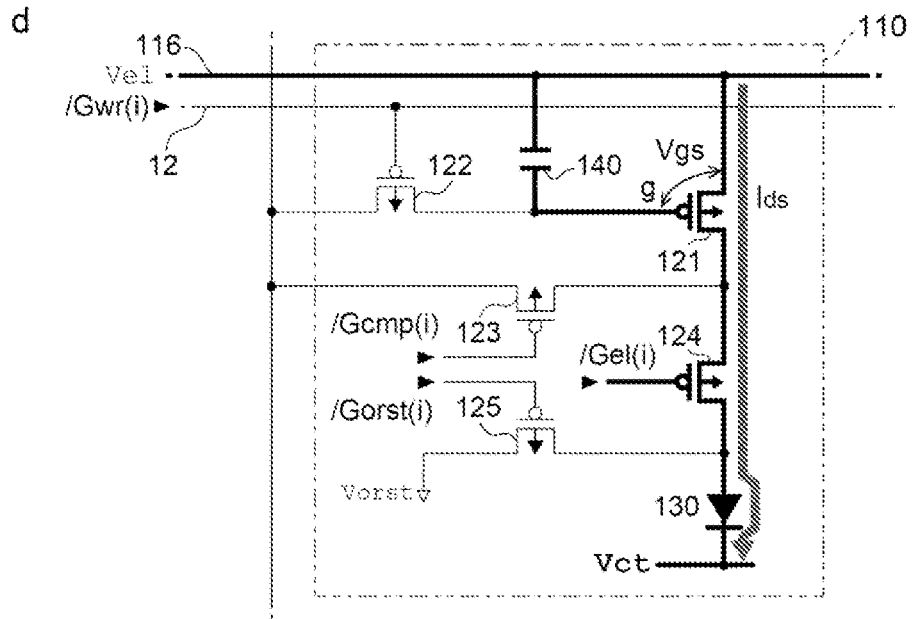 d
110
116
Vel
/Gwr(i)
12
122
140
Vgs
g
Ids
121
/Gcmp(i)
123
124
/Gel(i)
/Gorst(i)
125
Vorst
130
Vct